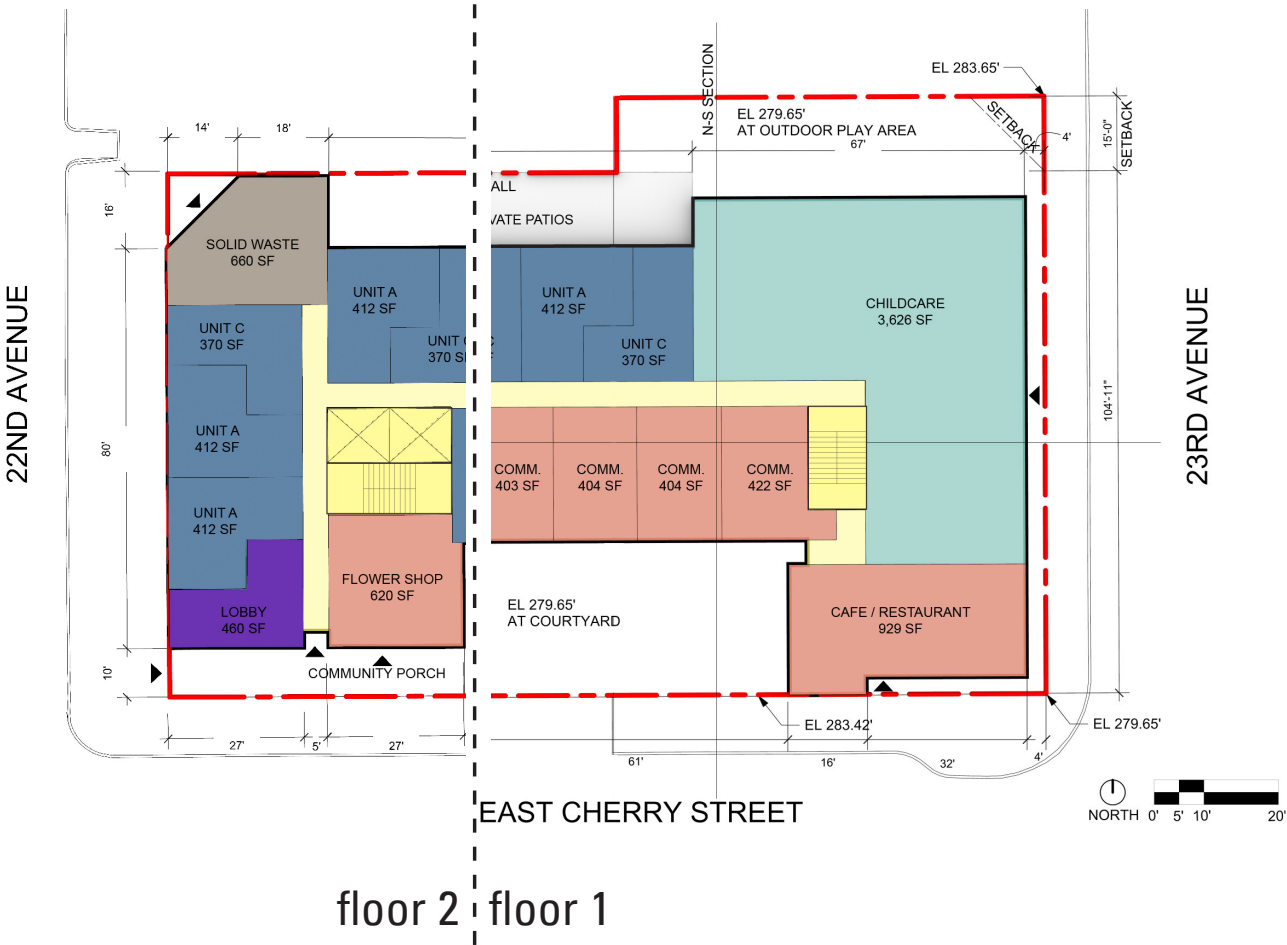 EL 283.65'
N-S SECTION
EL 279.65'
AT OUTDOOR PLAY AREA
67'
SETBACK
4'
15'-0"
SETBACK
14'
18'
16'
ALL
VATE PATIOS
SOLID WASTE
660 SF
UNIT A
412 SF
UNIT A
412 SF
CHILDCARE
3,626 SF
UNIT C
370 SF
UNIT C
370 SF
UNIT C
370 SF
22ND AVENUE
23RD AVENUE
104'-11"
80'
UNIT A
412 SF
COMM.
403 SF
COMM.
404 SF
COMM.
404 SF
COMM.
422 SF
UNIT A
412 SF
FLOWER SHOP
620 SF
LOBBY
460 SF
EL 279.65'
AT COURTYARD
CAFE / RESTAURANT
929 SF
10'
COMMUNITY PORCH
EL 283.42'
EL 279.65'
27'
5'
27'
61'
16'
32'
4'
EAST CHERRY STREET
NORTH
0' 5' 10' 20'
floor 2
floor 1